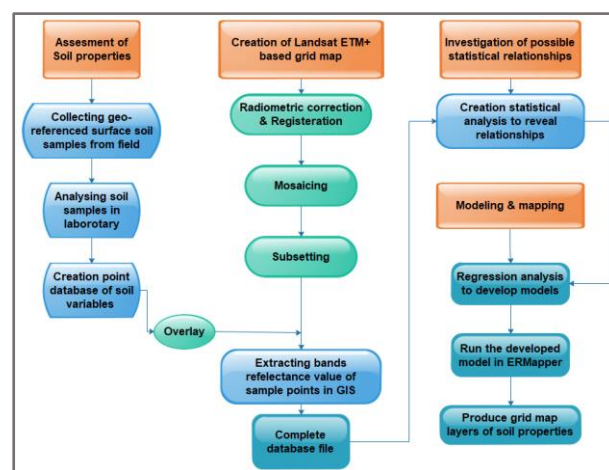 Assesment of
Soil properties
Collecting geo-
referenced surface soil
samples from field
Analysing soil
samples in
laborotary
Creation point
database of soil
variables
Overlay
Creation of Landsat ETM+
based grid map
Radiometric correction
& Registeration
Mosaicing
Subsetting
Extracting bands
refelectance value of
sample points in GIS
Complete
database file
Investigation of possible
statistical relationships
Creation statistical
analysis to reveal
relationships
Modeling & mapping
Regression analysis
to develop models
Run the developed
model in ERMapper
Produce grid map
layers of soil properties